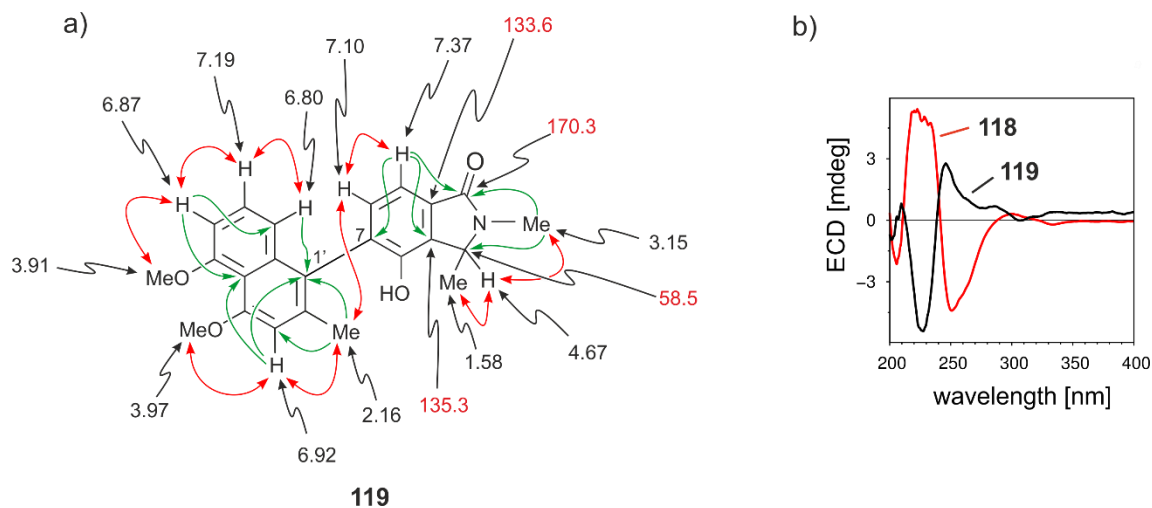 a)
133.6
b)
7.19
7.10
7.37
6.87
6.80
170.3
H
H
H
H
H
H
O
N
Me
7
1'
3.15
3.91
MeO
HO
Me
H
58.5
MeO
Me
H
1.58
4.67
3.97
2.16
135.3
6.92
119
ECD [mdeg]
3
0
−3
118
119
200 250 300 350 400
wavelength [nm]